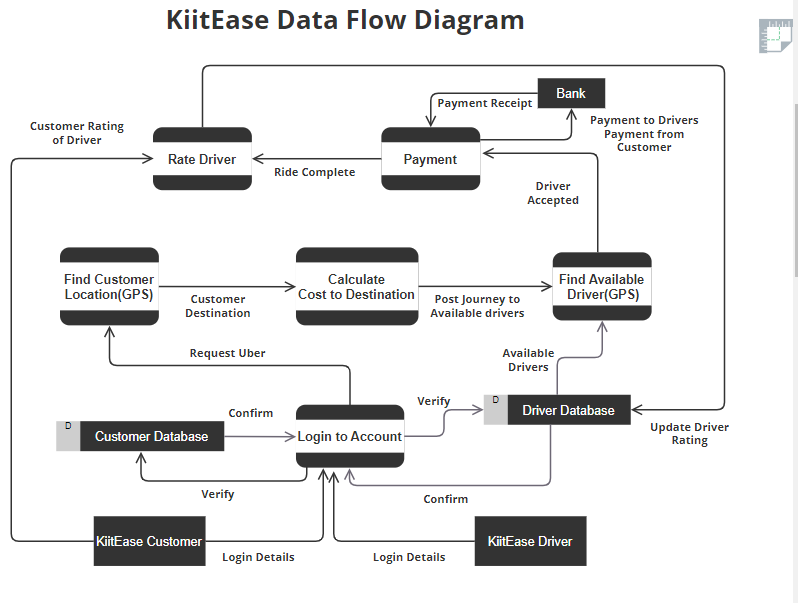 KiitEase Data Flow Diagram
Bank
Payment Receipt
Payment to Drivers
Payment from
Customer
Customer Rating
of Driver
Rate Driver
Ride Complete
Payment
Driver
Accepted
Find Customer
Location(GPS)
Customer
Destination
Calculate
Cost to Destination
Post Journey to
Available drivers
Find Available
Driver(GPS)
Request Uber
Available
Drivers
D
Customer Database
Confirm
Login to Account
Verify
D
Driver Database
Update Driver
Rating
Verify
Confirm
KiitEase Customer
Login Details
Login Details
KiitEase Driver